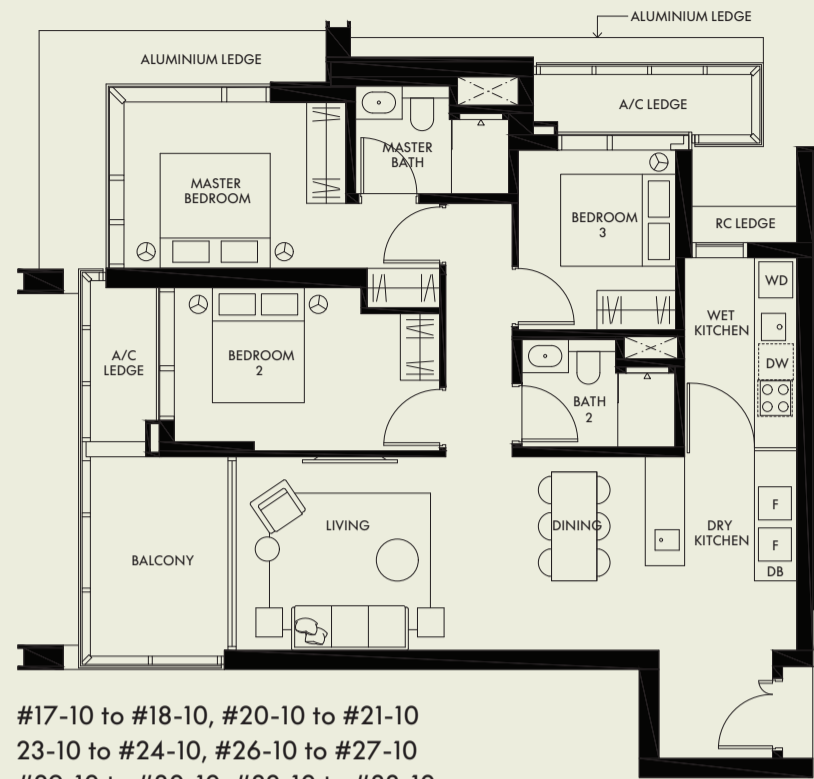 ALUMINIUM LEDGE
ALUMINIUM LEDGE
A/C LEDGE
MASTER
BATH
MASTER
BEDROOM
BEDROOM
3
RC LEDGE
WD
WET
KITCHEN
A/C
LEDGE
BEDROOM
2
DW
BATH
2
F
LIVING
DINING
DRY
KITCHEN
F
BALCONY
DB
#17-10 to #18-10, #20-10 to #21-10
23-10 to #24-10, #26-10 to #27-10